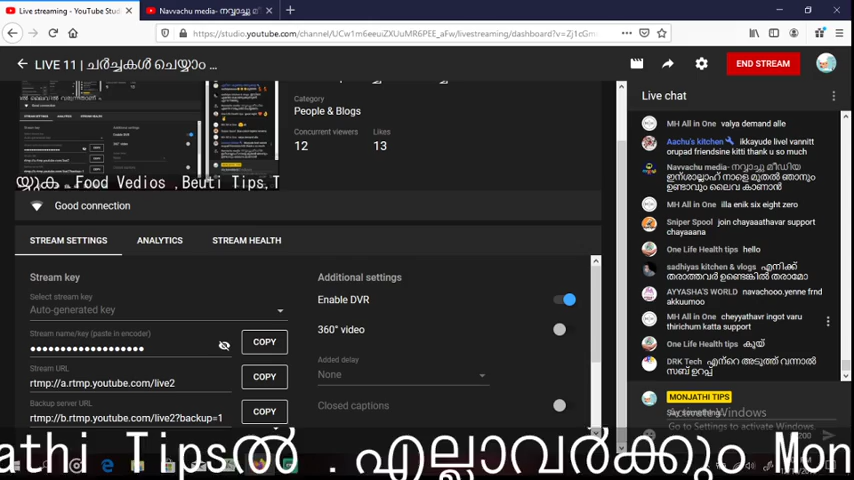 Live streaming - YouTube Studio
Navvachu media- നവ്വാച്ചു മീ
https://studio.youtube.com/channel/UCw1m6eeuiZXUuMR6PEE_aFw/livestreaming/dashboard?v=Zj1cGm
LIVE 11 | ചർച്ചകൾ ചെയ്യാം ...
END STREAM
Category
People & Blogs
Concurrent viewers
Likes
12
13
യ്യുക ,Food Vedios ,Beuti Tips,T
Good connection
STREAM SETTINGS
ANALYTICS
STREAM HEALTH
Stream key
Select stream key
Auto-generated key
Stream name/key (paste in encoder)
COPY
Stream URL
rtmp://a.rtmp.youtube.com/live2
COPY
Backup server URL
rtmp://b.rtmp.youtube.com/live2?backup=1
COPY
Additional settings
Enable DVR
360° video
Added delay
None
Closed captions
Live chat
MH All in One valya demand alle
Aachu's kitchen ikkayude livel vannitt
orupad friendsine kitti thank u so much
Navvachu media- നവ്വാച്ചു മീഡിയ
ഇന്ശാല്ലാഹ് നാളെ മുതൽ ഞാനും
ഉണ്ടാവും ലൈവ കാണാൻ
MH All in One illa enik six eight zero
Sniper Spool join chayaaathavar support
chayaaana
One Life Health tips hello
sadhiyas kitchen & vlogs എനിക്ക്
തരാത്തവർ ഉണ്ടെങ്കിൽ തരാമോ
AYYASHA'S WORLD navachooo.yenne frnd
akkuumoo
MH All in One cheyyathavr ingot varu
thirichum katta support
One Life Health tips കൂയ്
DRK Tech എന്റെ അടുത്ത് വന്നാൽ
സബ് ഉറപ്പ്
MONJATHI TIPS
Say something...
Activate Windows
Go to Settings to activate Windows.
/200
athi Tipsൽ . എല്ലാവർക്കും Mon